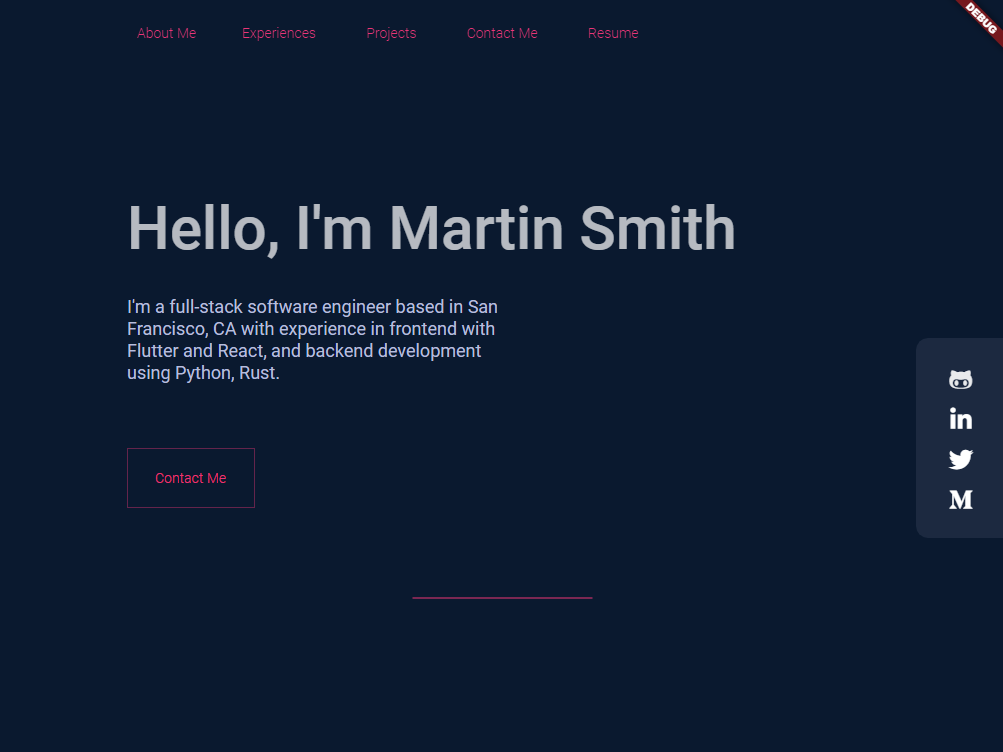 About Me Experiences Projects Contact Me Resume
DEBUG
Hello, I'm Martin Smith
I'm a full-stack software engineer based in San
Francisco, CA with experience in frontend with
Flutter and React, and backend development
using Python, Rust.
in
M
Contact Me